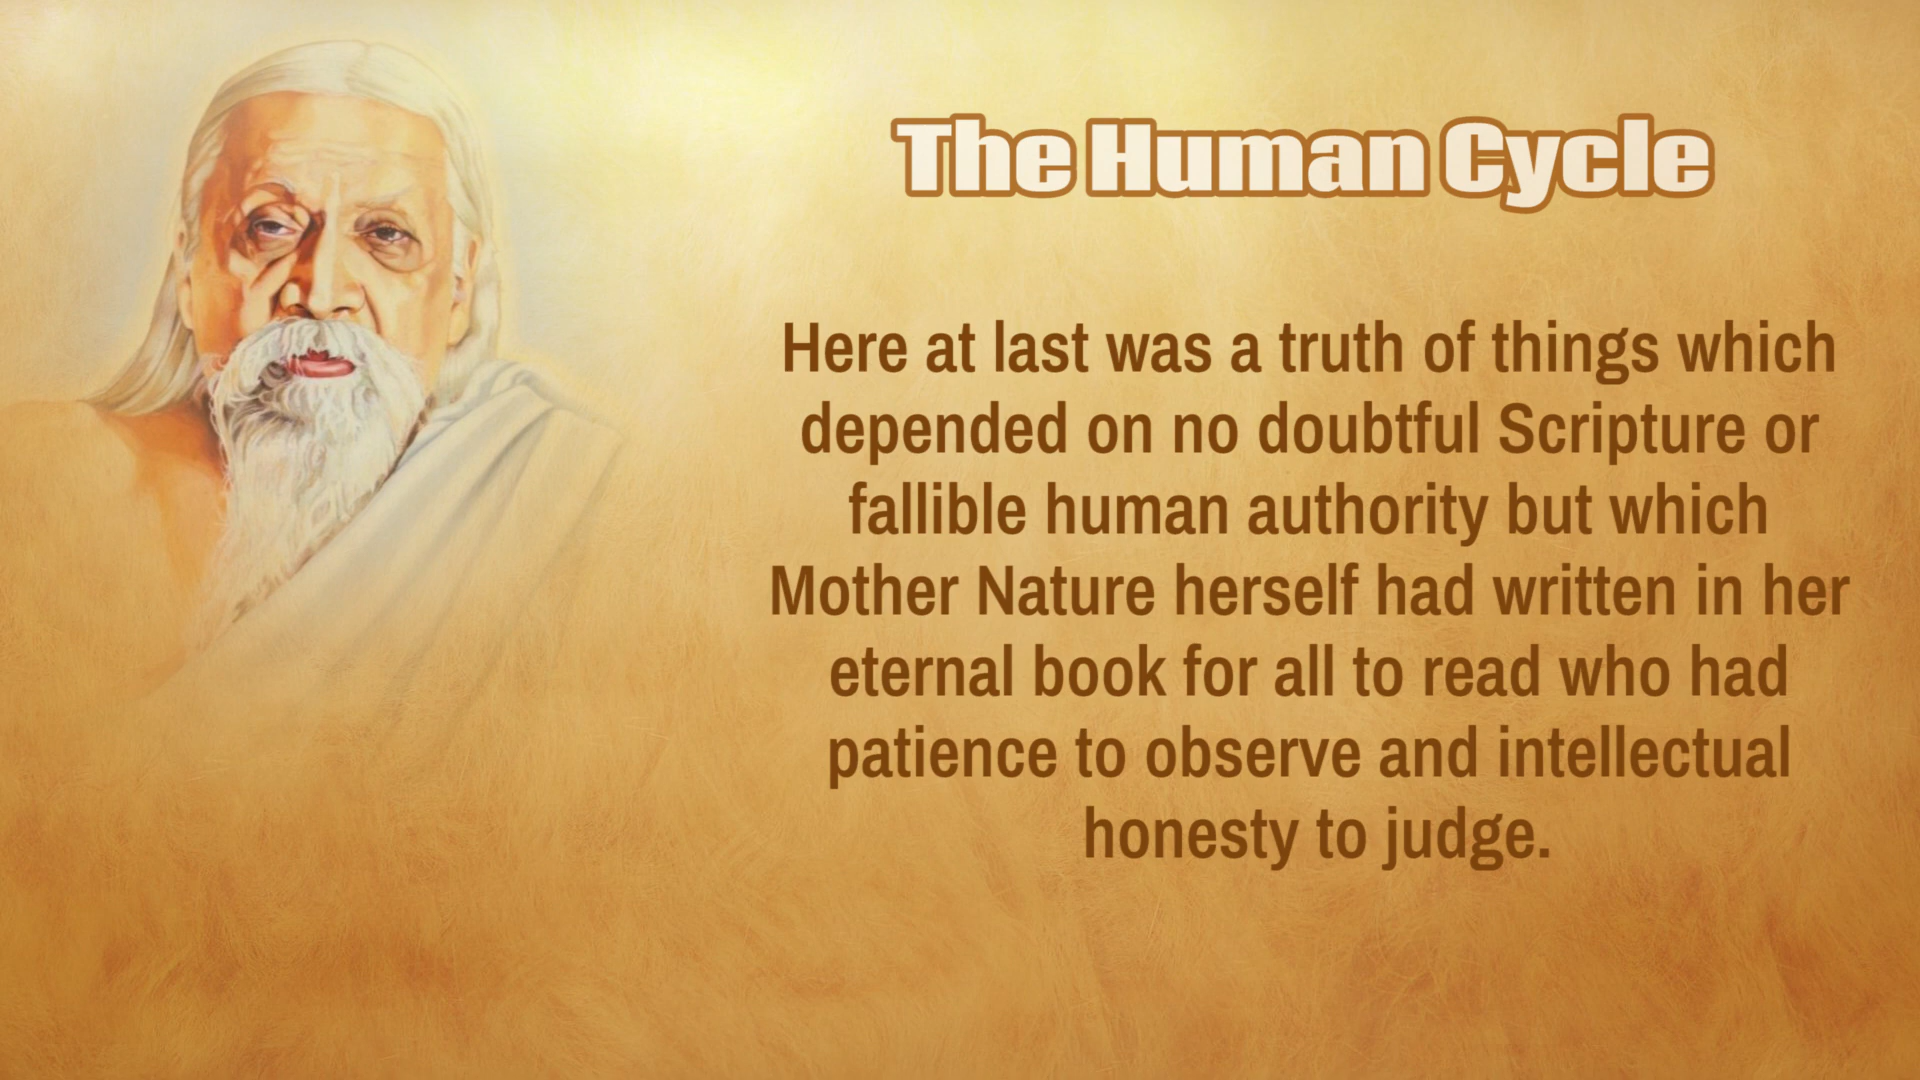 The Human Cycle
Here at last was a truth of things which
depended on no doubtful Scripture or
fallible human authority but which
Mother Nature herself had written in her
eternal book for all to read who had
patience to observe and intellectual
honesty to judge.